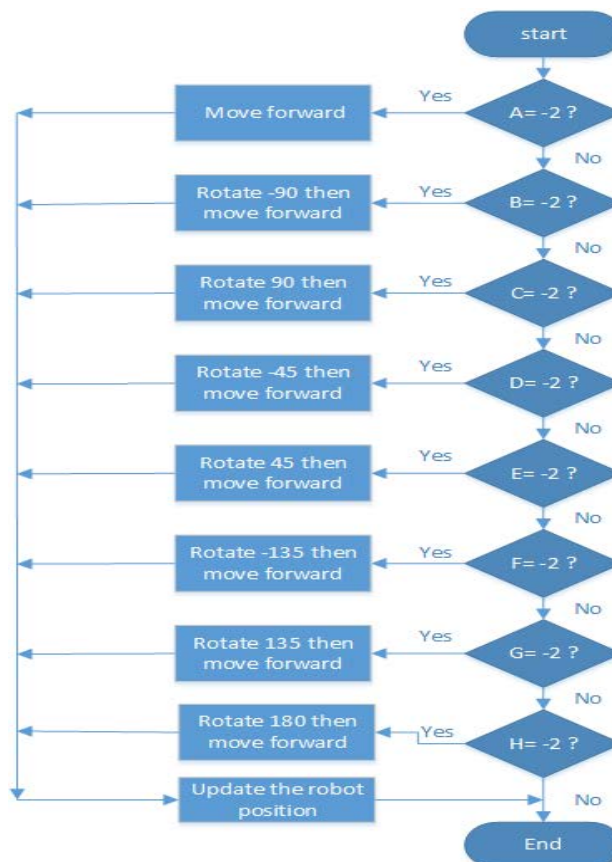 start
Yes
Move forward
A= -2 ?
No
Yes
Rotate -90 then
move forward
B= -2 ?
No
Yes
Rotate 90 then
move forward
C= -2 ?
No
Yes
Rotate -45 then
move forward
D= -2 ?
No
Yes
Rotate 45 then
move forward
E= -2 ?
No
Yes
Rotate -135 then
move forward
F= -2 ?
No
Yes
Rotate 135 then
move forward
G= -2 ?
No
Yes
Rotate 180 then
move forward
H= -2 ?
No
Update the robot
position
End